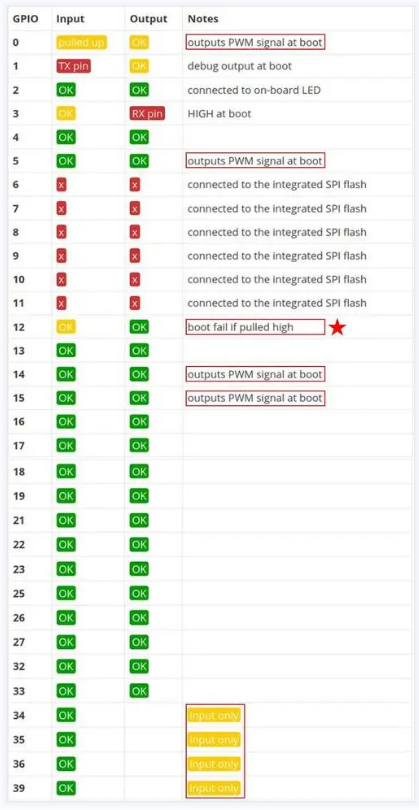 GPIO Input Output Notes
0 pulled up OK outputs PWM signal at boot
1 TX pin OK debug output at boot
2 OK OK connected to on-board LED
3 OK RX pin HIGH at boot
4 OK OK
5 OK OK outputs PWM signal at boot
6 x x connected to the integrated SPI flash
7 x x connected to the integrated SPI flash
8 x x connected to the integrated SPI flash
9 x x connected to the integrated SPI flash
10 x x connected to the integrated SPI flash
11 x x connected to the integrated SPI flash
12 OK OK boot fail if pulled high
13 OK OK
14 OK OK outputs PWM signal at boot
15 OK OK outputs PWM signal at boot
16 OK OK
17 OK OK
18 OK OK
19 OK OK
21 OK OK
22 OK OK
23 OK OK
25 OK OK
26 OK OK
27 OK OK
32 OK OK
33 OK OK
34 OK input only
35 OK input only
36 OK input only
39 OK input only